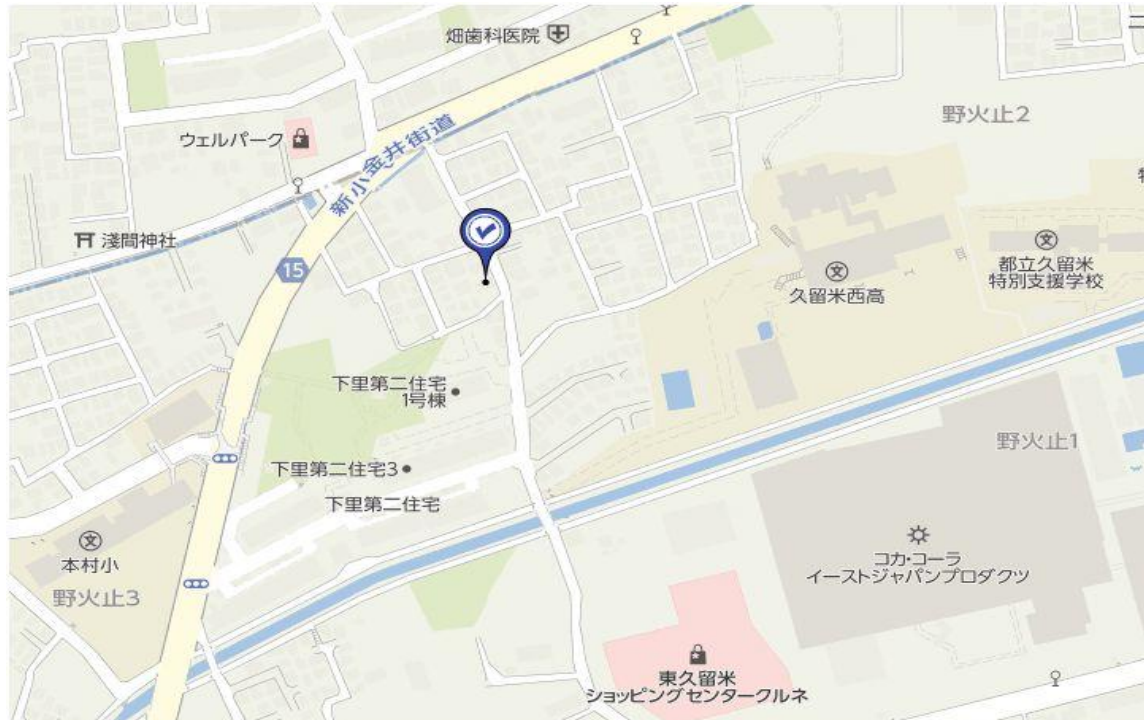 畑歯科医院
野火止2
ウェルパーク
新小金井街道
淺間神社
15
文
都立久留米
特別支援学校
文
久留米西高
下里第二住宅
1号棟
野火止1
下里第二住宅3
下里第二住宅
文
本村小
コカ・コーラ
イーストジャパンプロダクツ
野火止3
東久留米
ショッピングセンタークルネ